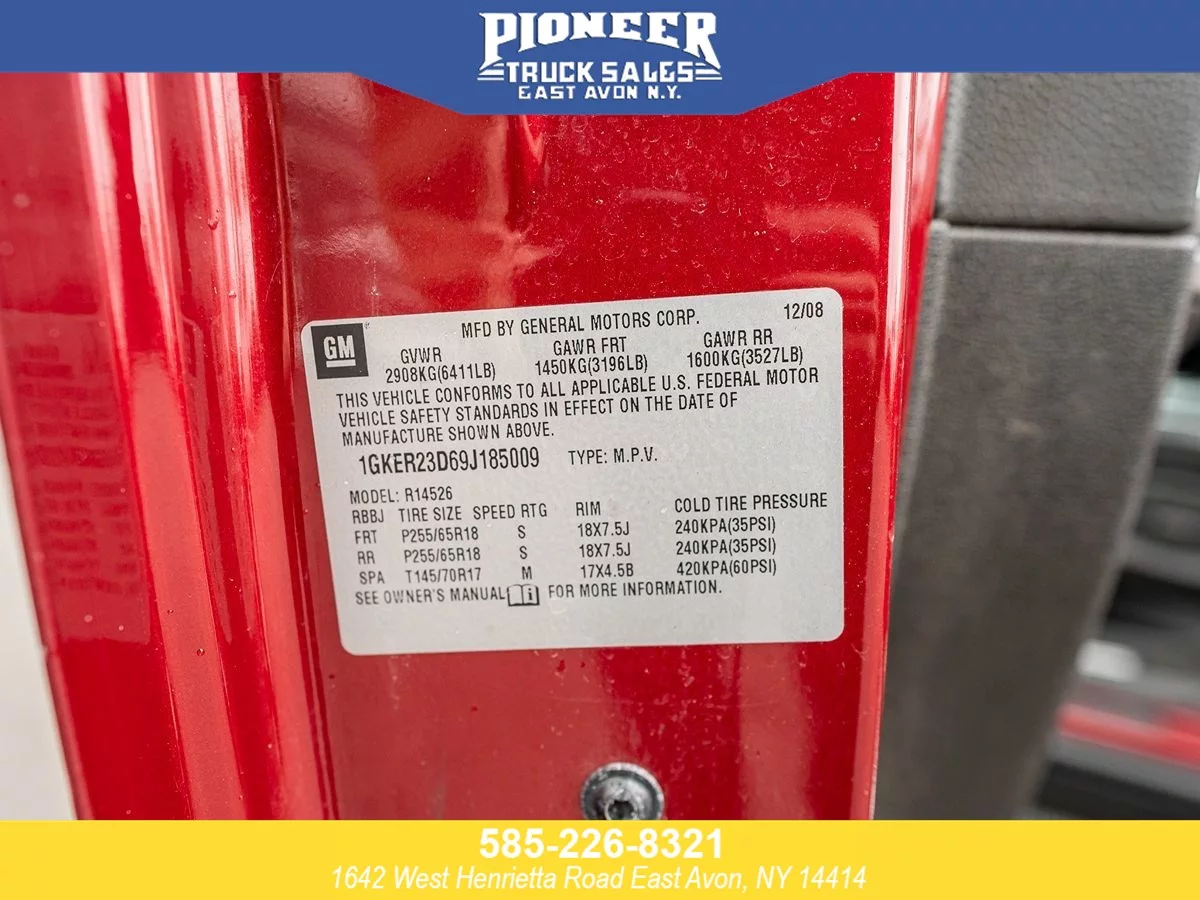 PIONEER
TRUCK SALES
EAST AVON N.Y.
MFD BY GENERAL MOTORS CORP. 12/08
GM
GVWR GAWR FRT GAWR RR
2908KG(6411LB) 1450KG(3196LB) 1600KG(3527LB)
THIS VEHICLE CONFORMS TO ALL APPLICABLE U.S. FEDERAL MOTOR
VEHICLE SAFETY STANDARDS IN EFFECT ON THE DATE OF
MANUFACTURE SHOWN ABOVE.
1GKER23D69J185009 TYPE: M.P.V.
MODEL: R14526
RBBJ TIRE SIZE SPEED RTG RIM COLD TIRE PRESSURE
FRT P255/65R18 S 18X7.5J 240KPA(35PSI)
RR P255/65R18 S 18X7.5J 240KPA(35PSI)
SPA T145/70R17 M 17X4.5B 420KPA(60PSI)
SEE OWNER'S MANUAL FOR MORE INFORMATION.
585-226-8321
1642 West Henrietta Road East Avon, NY 14414